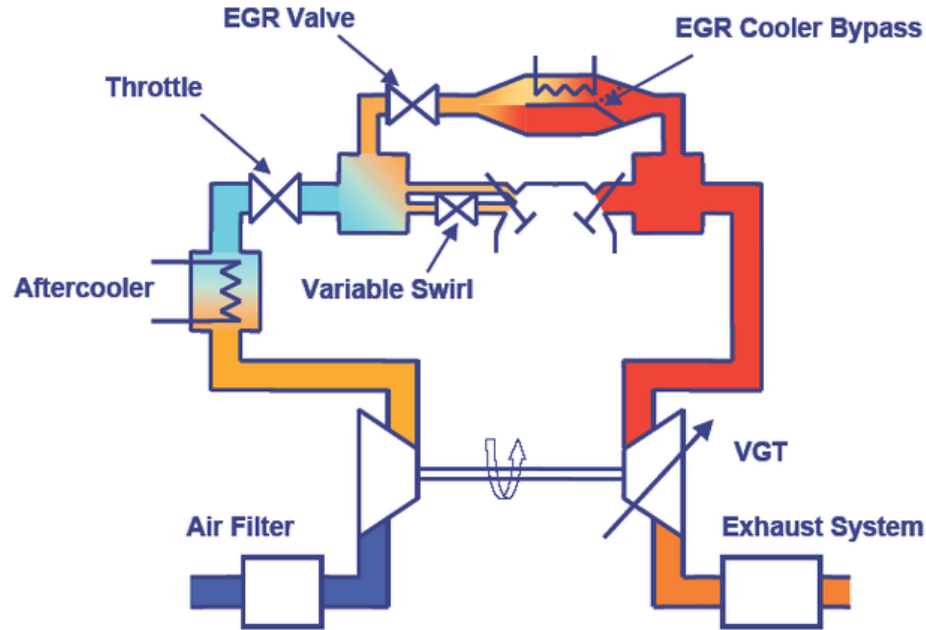 EGR Valve
EGR Cooler Bypass
Throttle
Aftercooler
Variable Swirl
VGT
Air Filter
Exhaust System